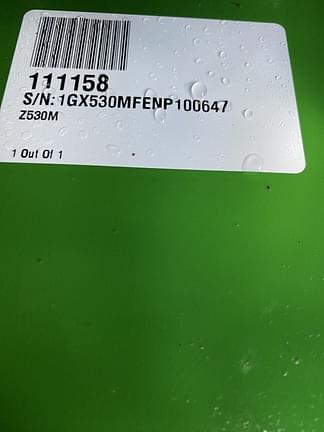 111158
S/N: 1GX530MFENP100647
Z530M
1 Out Of 1